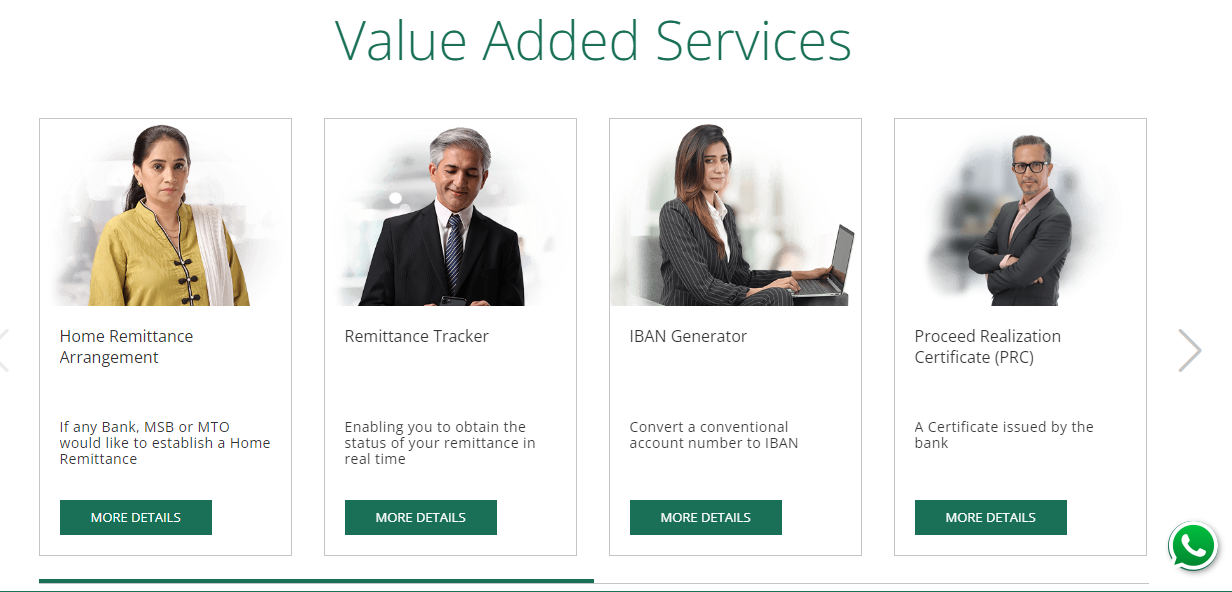 Value Added Services
Home Remittance
Arrangement
If any Bank, MSB or MTO
would like to establish a Home
Remittance
MORE DETAILS
Remittance Tracker
Enabling you to obtain the
status of your remittance in
real time
MORE DETAILS
IBAN Generator
Convert a conventional
account number to IBAN
MORE DETAILS
Proceed Realization
Certificate (PRC)
A Certificate issued by the
bank
MORE DETAILS